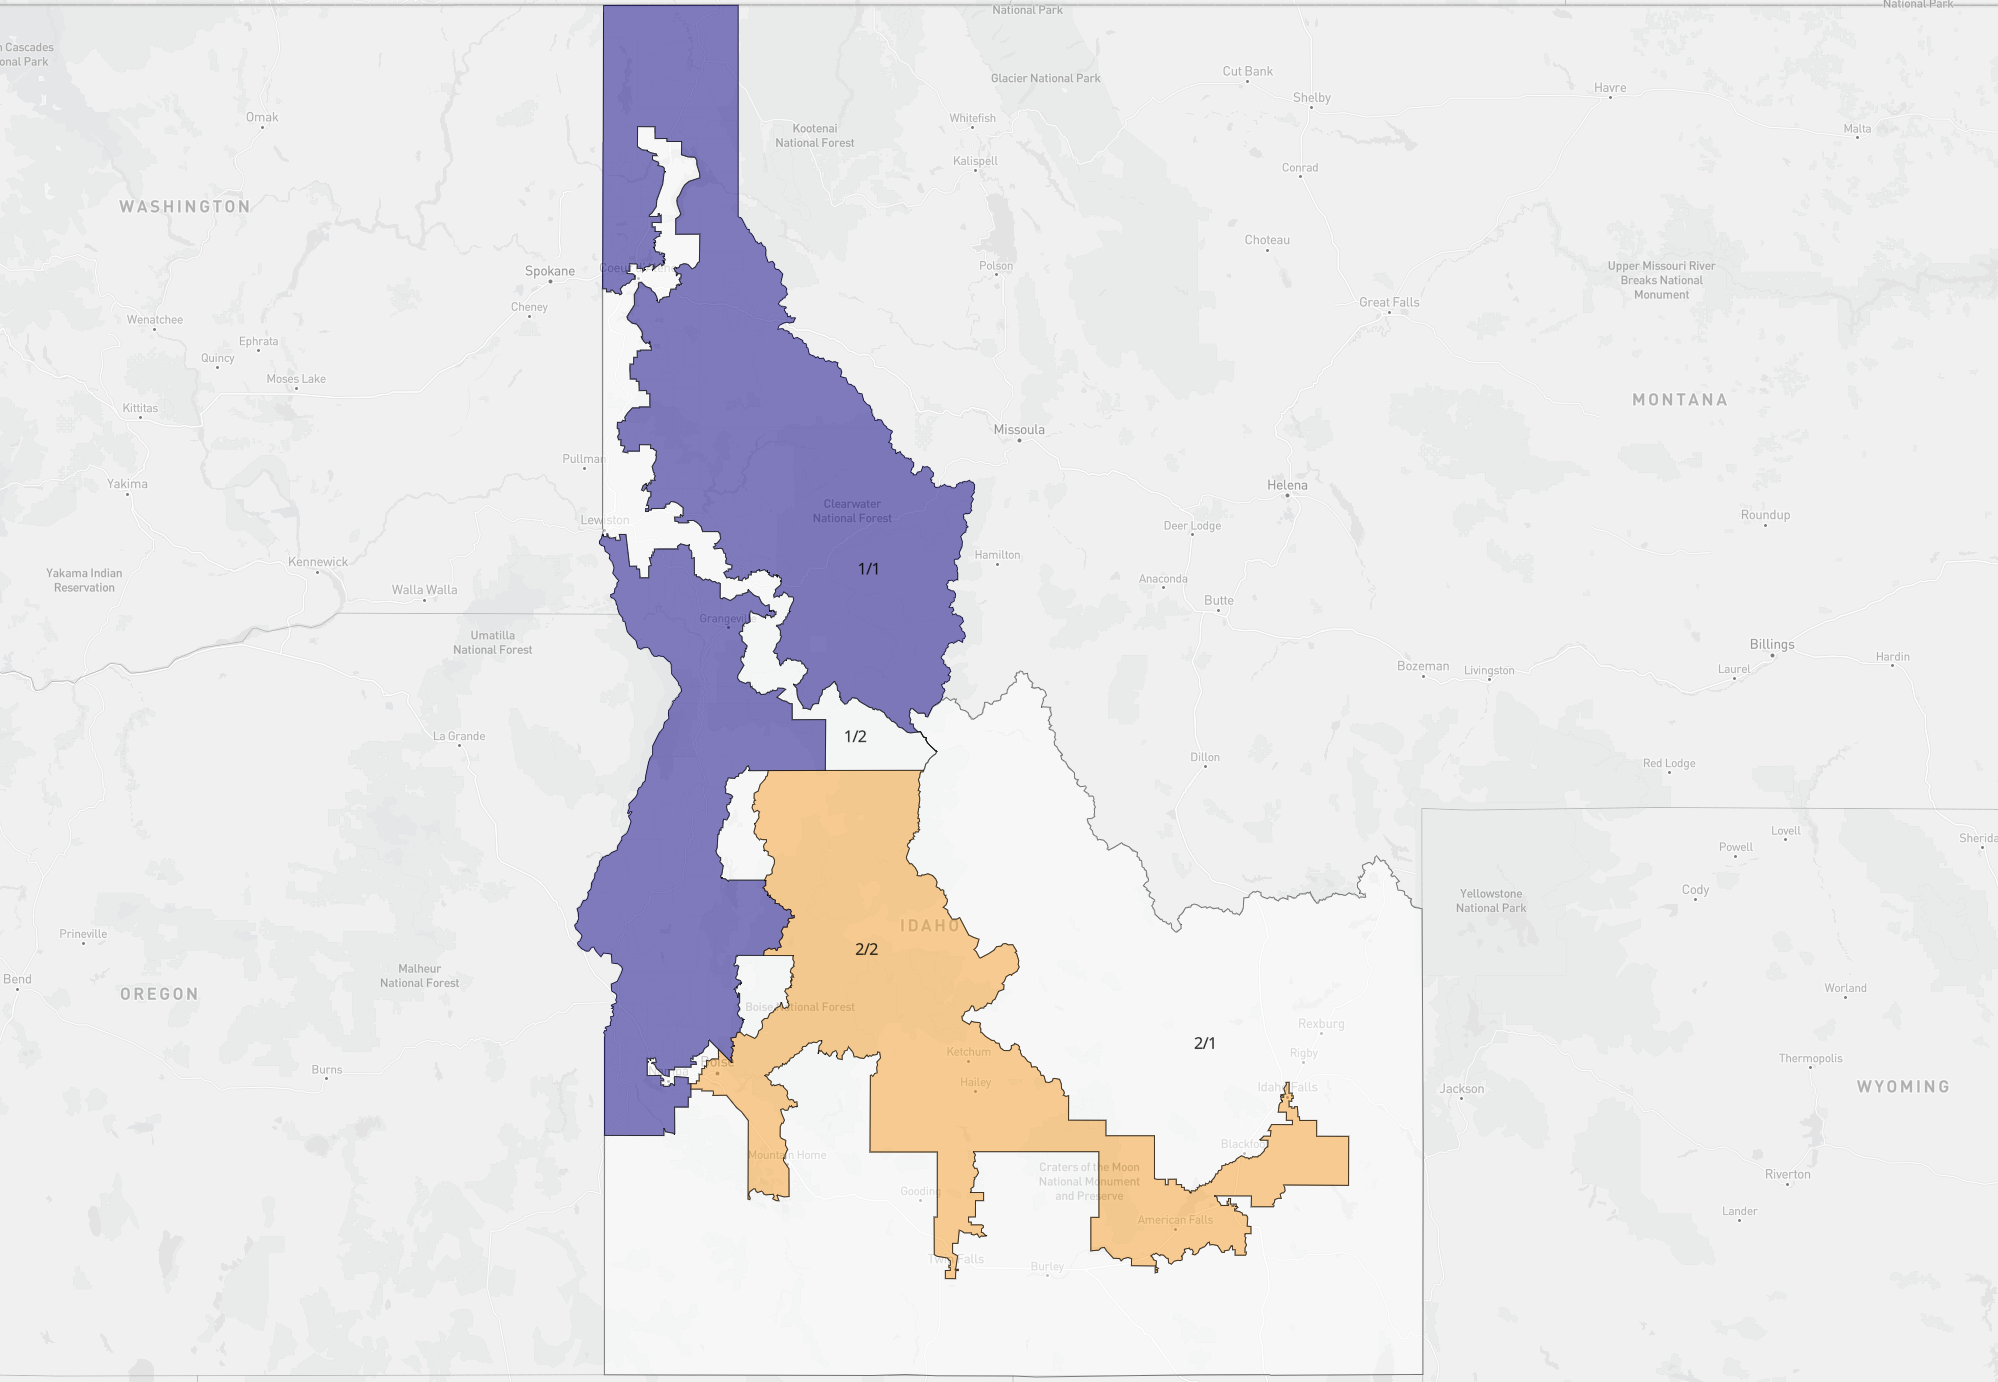 National Park
National Park
n Cascades
onal Park
Glacier National Park
Cut Bank
Shelby
Havre
Malta
Omak
Whitefish
Kootenai
National Forest
Kalispell
Conrad
WASHINGTON
Choteau
Spokane
Polson
Upper Missouri River
Breaks National
Monument
Cheney
Great Falls
Wenatchee
Ephrata
Quincy
Moses Lake
MONTANA
Kittitas
Missoula
Pullman
Yakima
Helena
Clearwater
National Forest
Roundup
Lewiston
Deer Lodge
Hamilton
Kennewick
1/1
Yakama Indian
Reservation
Walla Walla
Anaconda
Butte
Grangeville
Umatilla
National Forest
Billings
Bozeman
Livingston
Laurel
Hardin
La Grande
1/2
Dillon
Red Lodge
Lovell
Powell
Sherida
Cody
Yellowstone
National Park
IDAHO
Prineville
2/2
Malheur
National Forest
Bend
OREGON
Worland
Boise National Forest
Rexburg
2/1
Ketchum
Rigby
Thermopolis
Boise
Burns
Hailey
Idaho Falls
Jackson
WYOMING
Blackfoot
Mountain Home
Craters of the Moon
National Monument
and Preserve
Riverton
Gooding
Lander
American Falls
Twin Falls
Burley